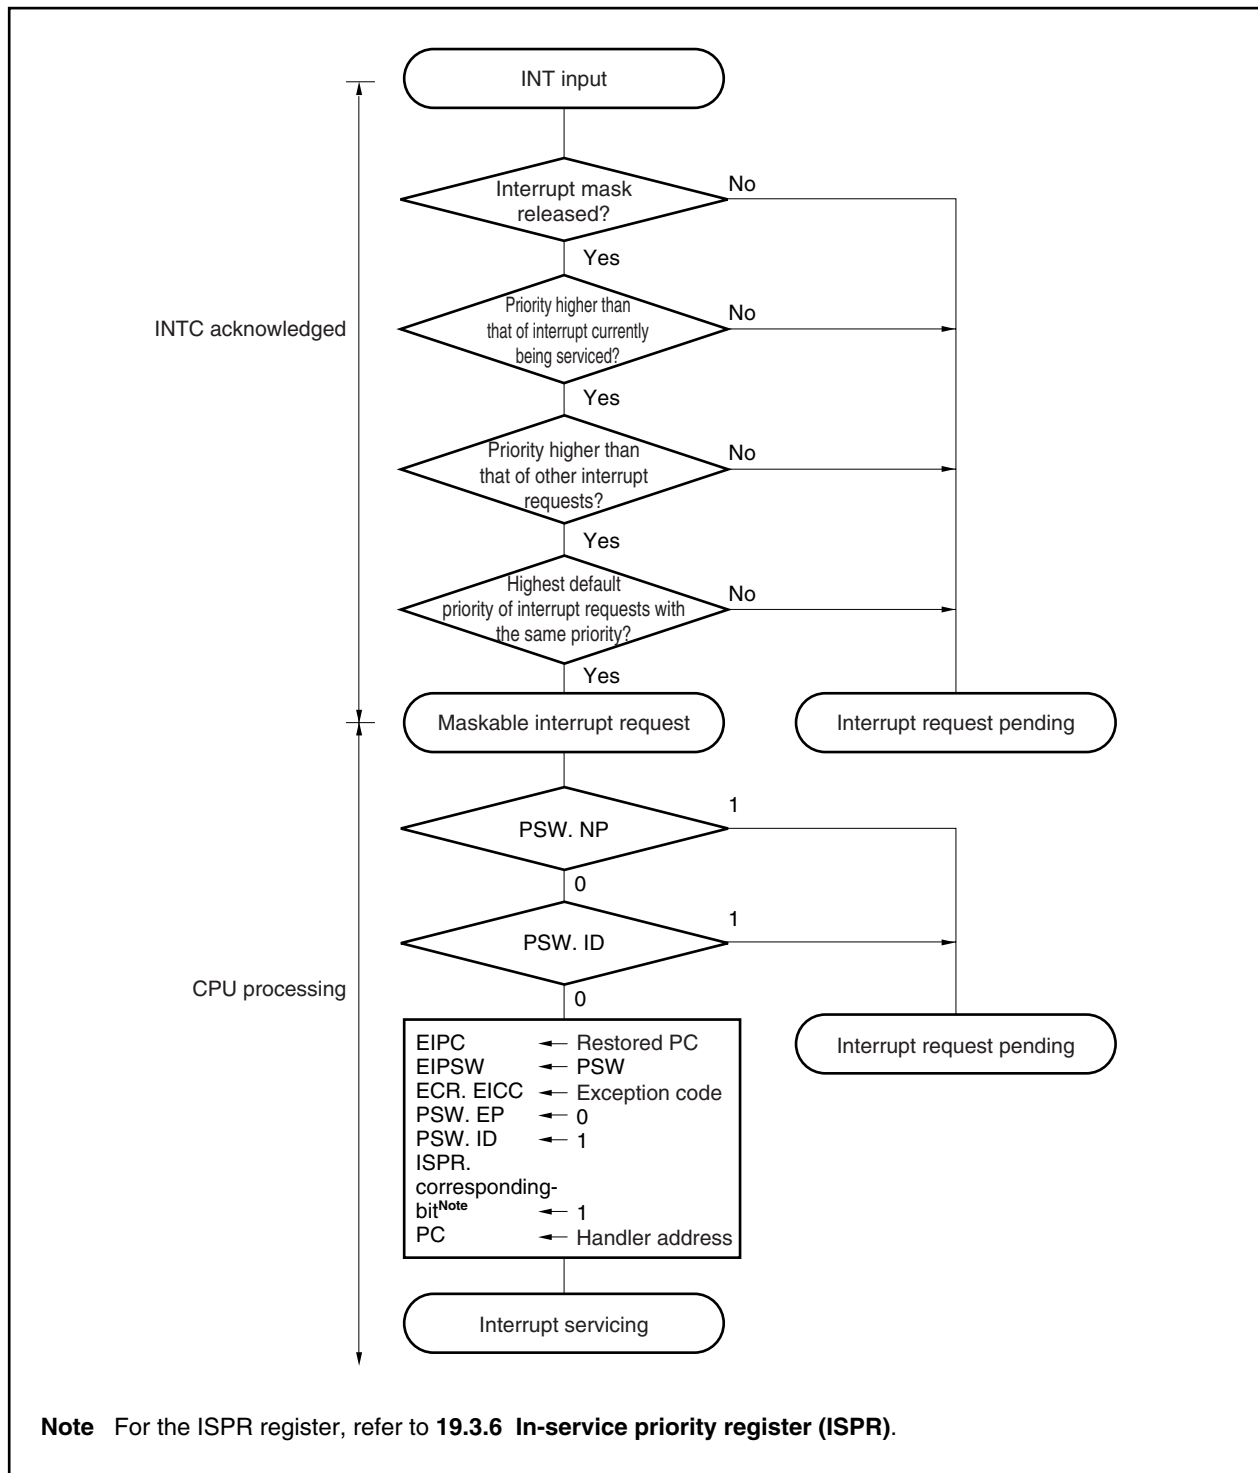 INT input
Interrupt mask
released?
No
Yes
Priority higher than
that of interrupt currently
being serviced?
No
INTC acknowledged
Yes
Priority higher than
that of other interrupt
requests?
No
Yes
Highest default
priority of interrupt requests with
the same priority?
No
Yes
Maskable interrupt request
Interrupt request pending
PSW. NP
1
0
PSW. ID
1
CPU processing
0
EIPC ← Restored PC
EIPSW ← PSW
ECR. EICC ← Exception code
PSW. EP ← 0
PSW. ID ← 1
ISPR.
corresponding-
bitNote ← 1
PC ← Handler address
Interrupt request pending
Interrupt servicing
Note For the ISPR register, refer to 19.3.6 In-service priority register (ISPR).